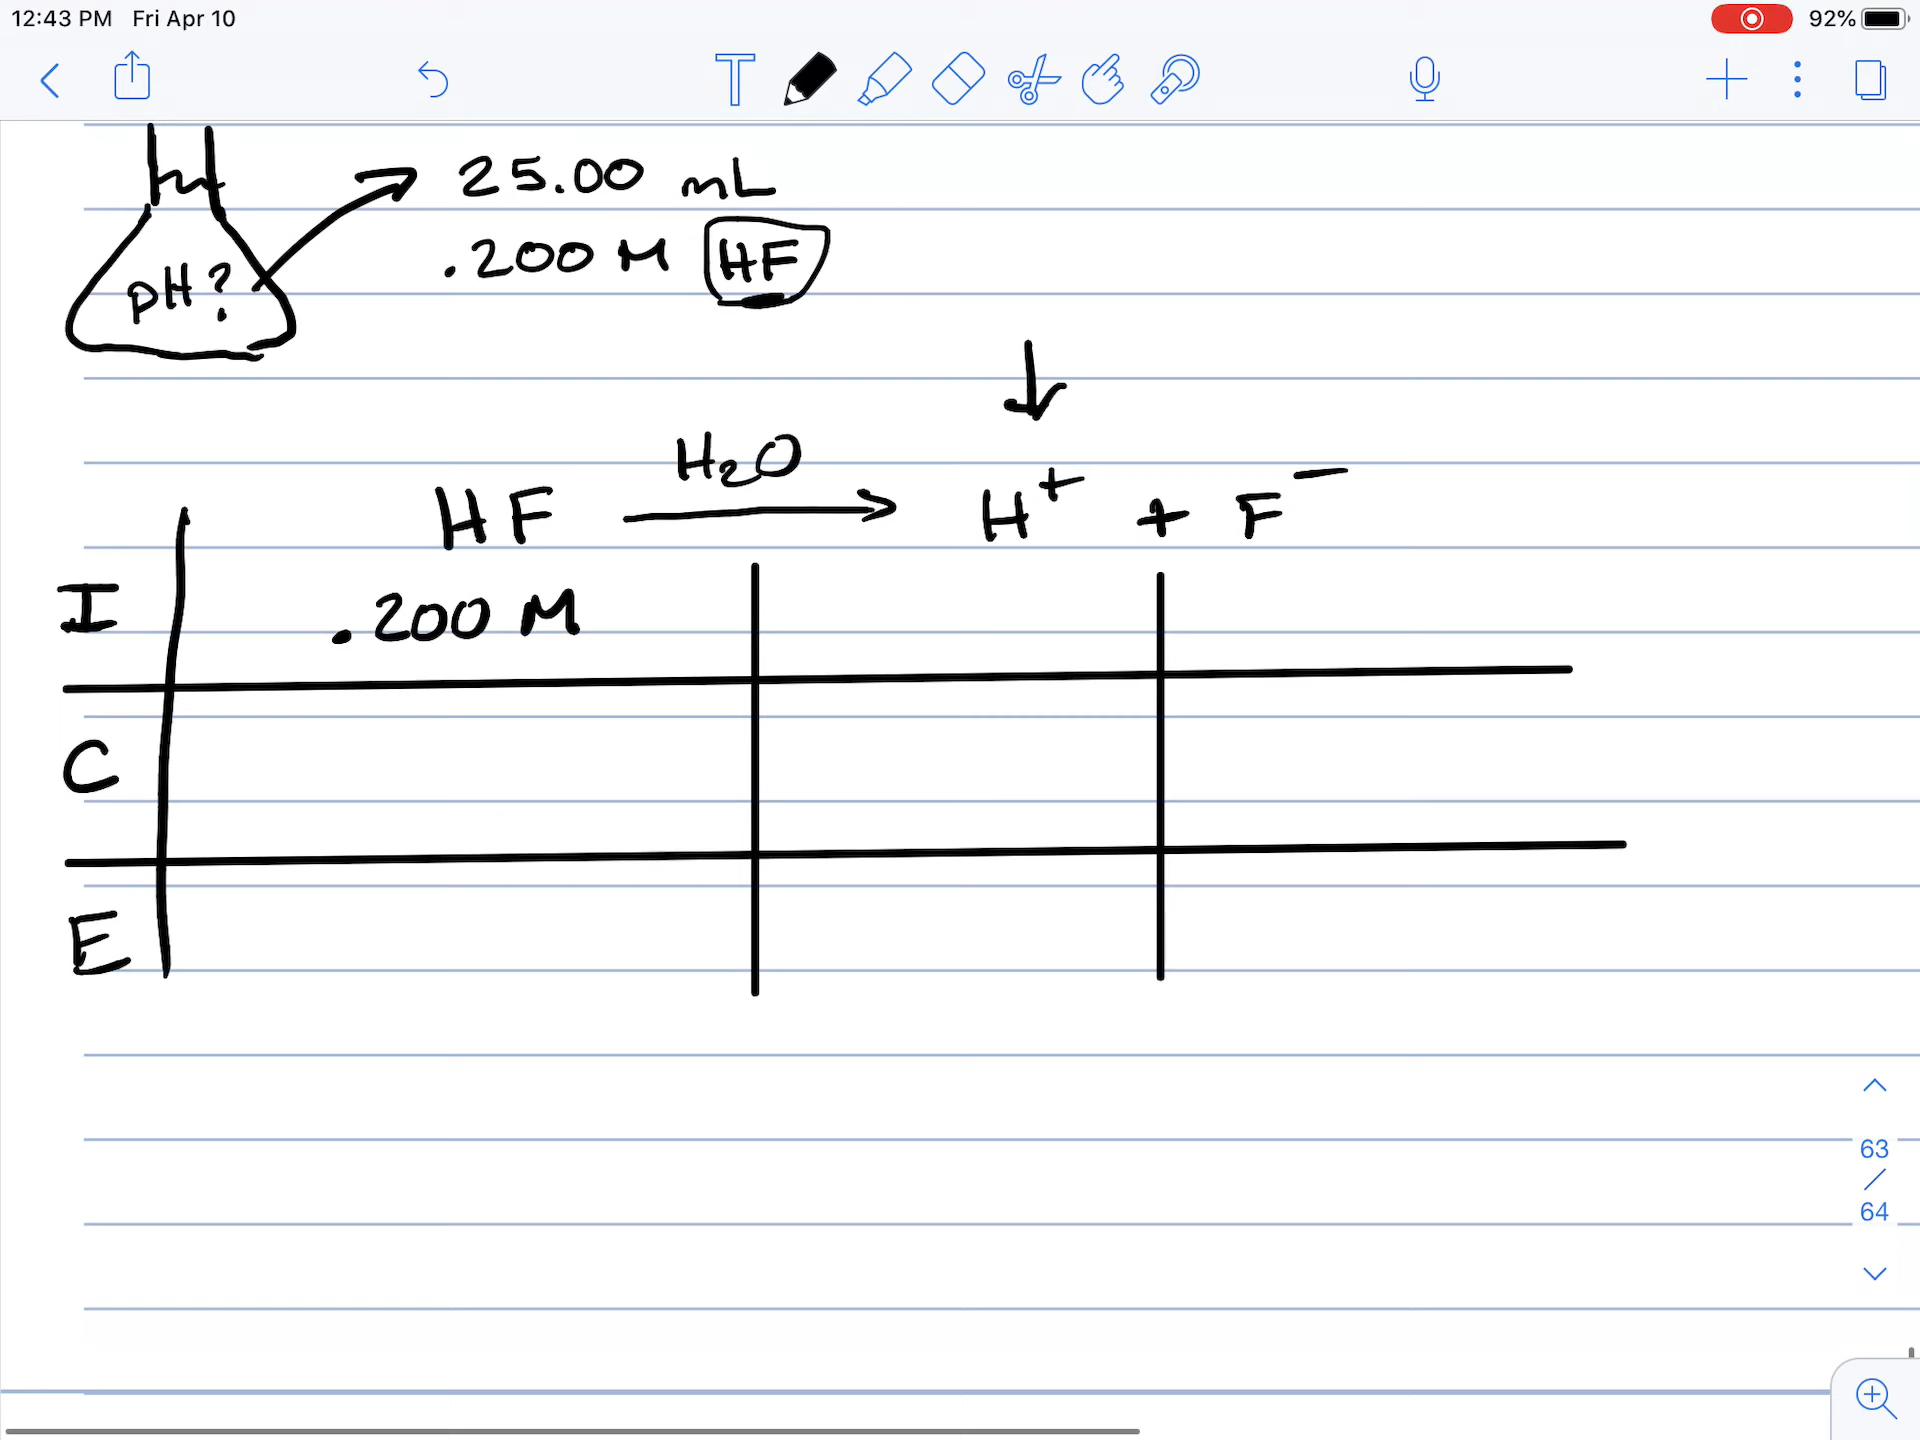 12:43 PM Fri Apr 10
92%
25.00 mL
.200 M HF
pH?
H₂O
HF ⟶ H⁺ + F⁻
I .200 M
C
E
63
/
64